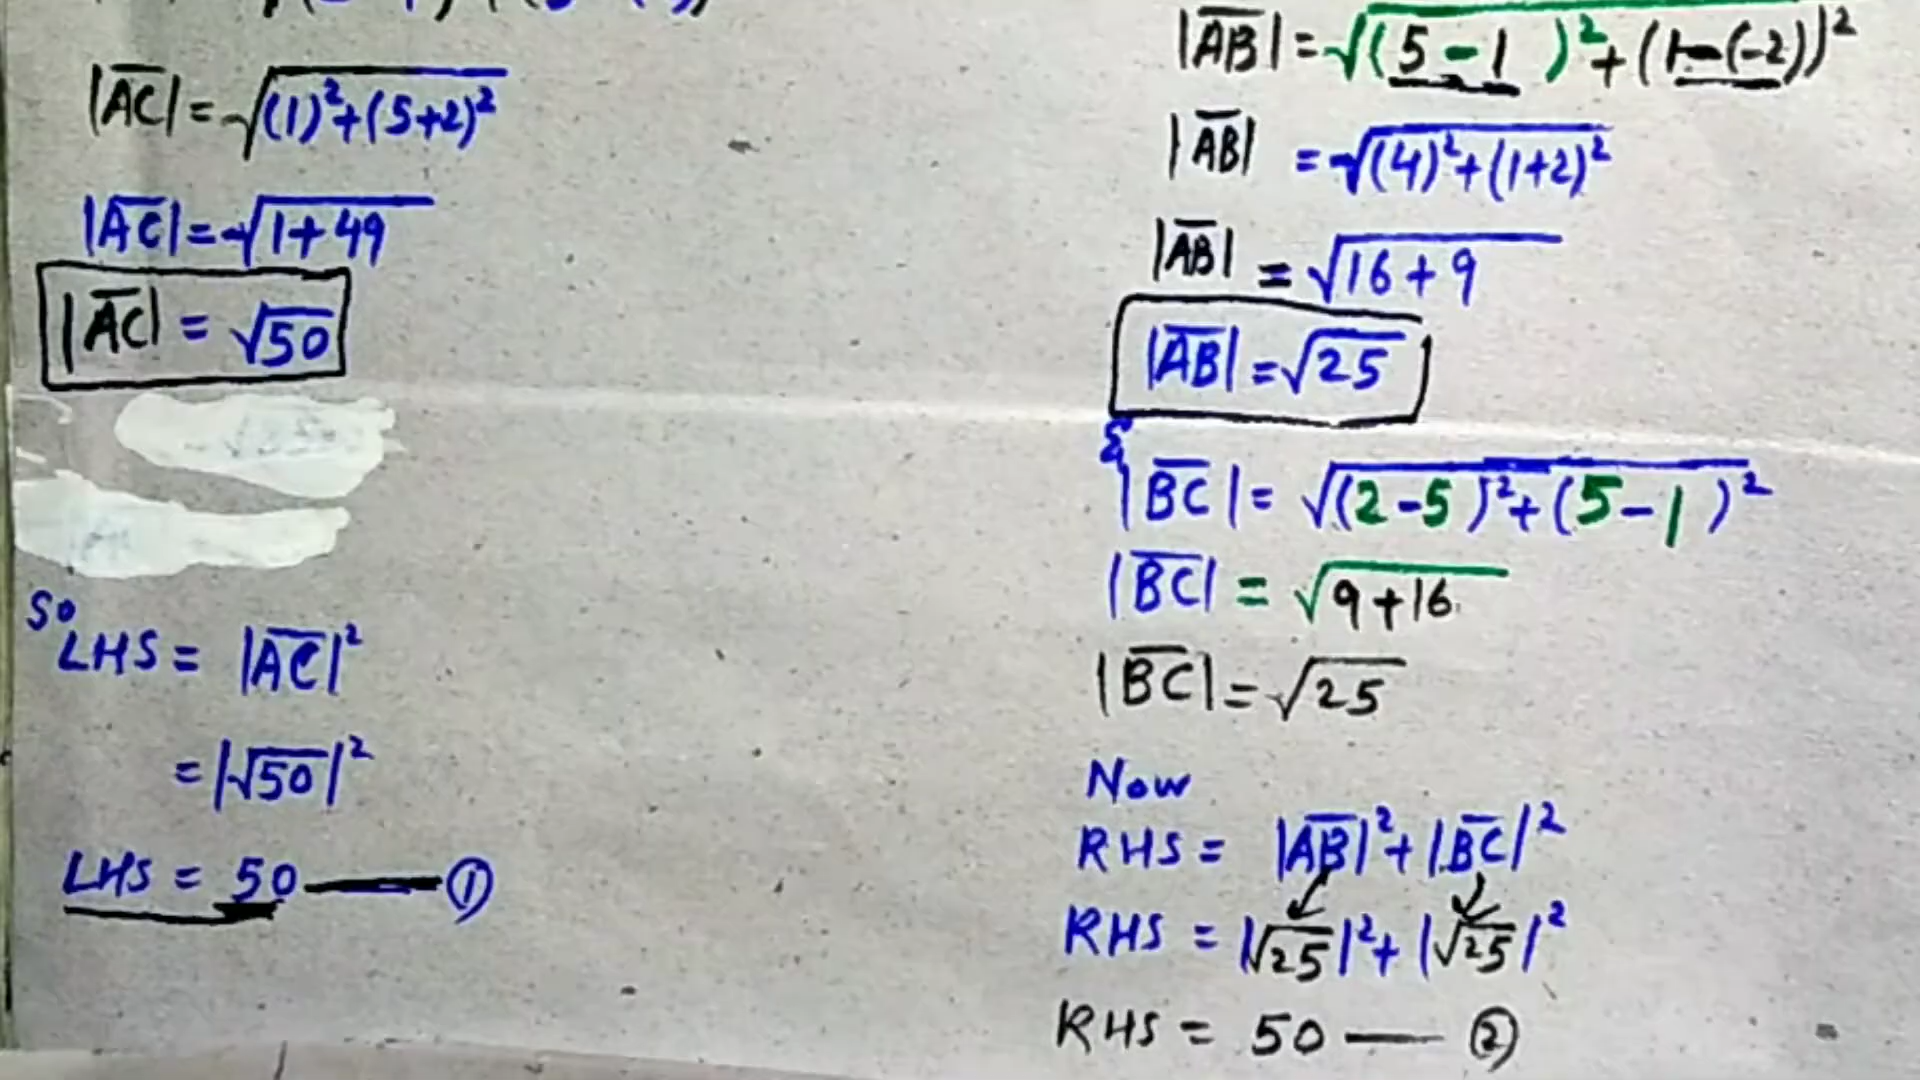 |AC| = √(1)²+(5+2)²
|AC| = √1+49
|AC| = √50
So
LHS = |AC|²
= |√50|²
LHS = 50 —— ①
|AB| = √(5-1)²+(1-(-2))²
|AB| = √(4)²+(1+2)²
|AB| = √16+9
|AB| = √25
&
|BC| = √(2-5)²+(5-1)²
|BC| = √9+16
|BC| = √25
Now
RHS = |AB|²+|BC|²
RHS = |√25|²+|√25|²
RHS = 50 —— ②